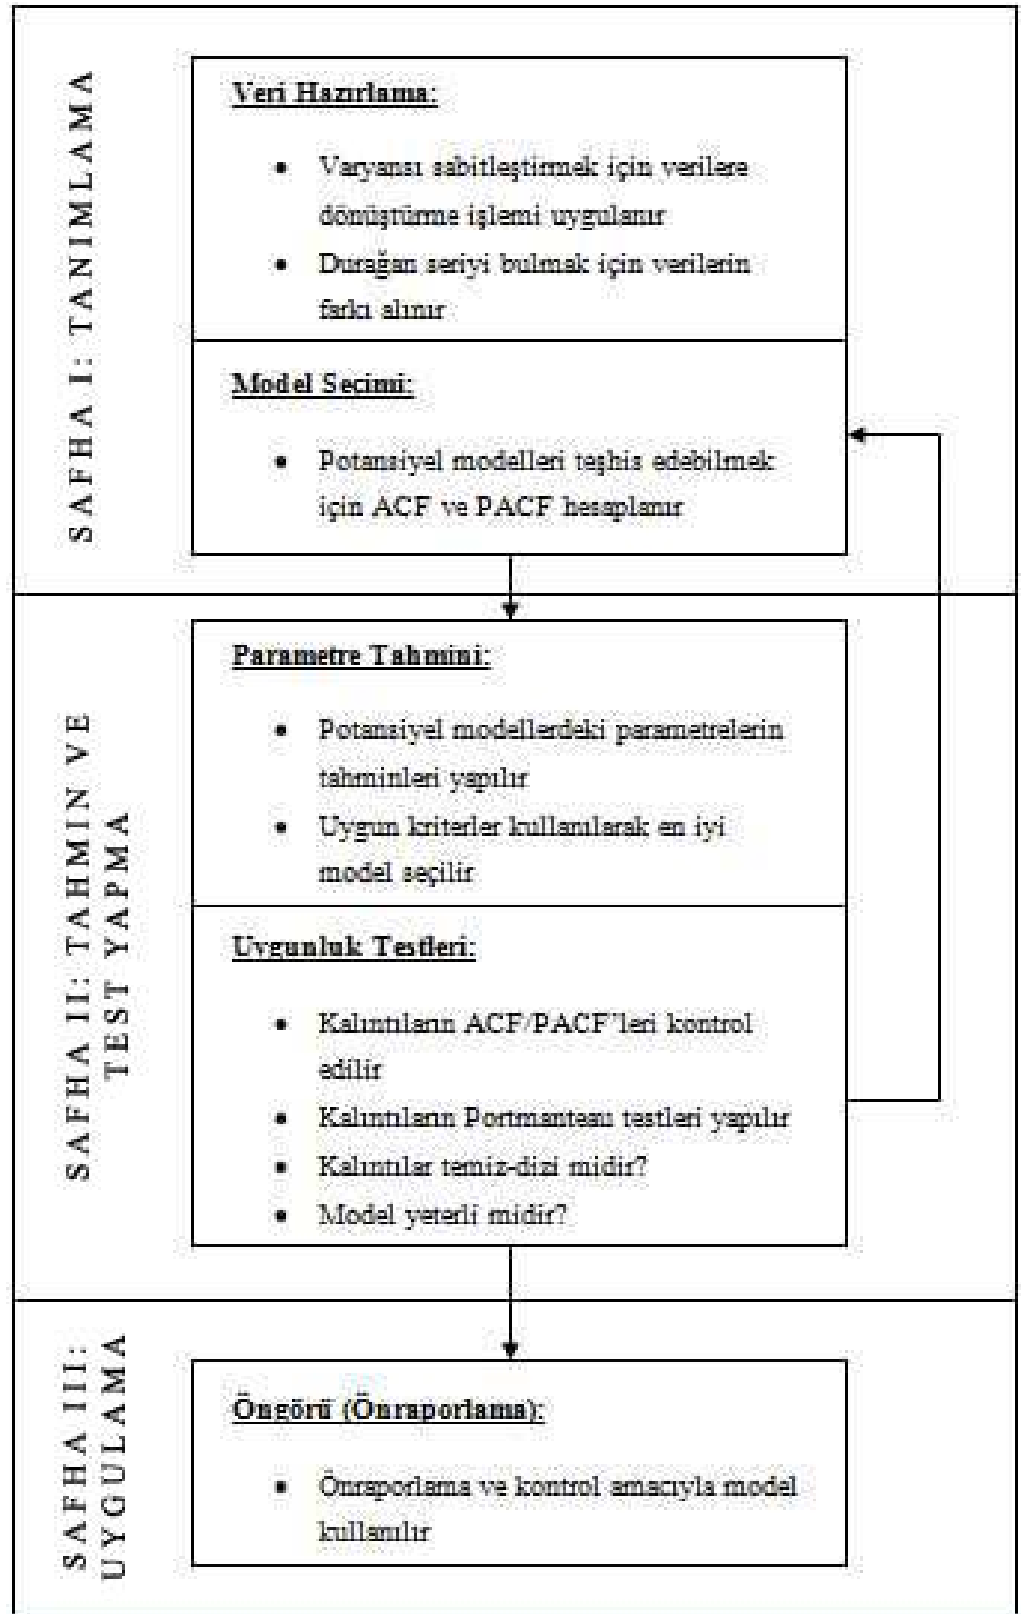 SAFHA I: TANIMLAMA
Veri Hazırlama:
• Varyansı sabitleştirmek için verilere
dönüştürme işlemi uygulanır
• Durağan seriyi bulmak için verilerin
farkı alınır
Model Seçimi:
• Potansiyel modelleri teşhis edebilmek
için ACF ve PACF hesaplanır
SAFHA II: TAHMIN VE
TEST YAPMA
Parametre Tahmini:
• Potansiyel modellerdeki parametrelerin
tahminleri yapılır
• Uygun kriterler kullanılarak en iyi
model seçilir
Uygunluk Testleri:
• Kalıntıların ACF/PACF"leri kontrol
edilir
• Kalıntıların Portmanteau testleri yapılır
• Kalıntılar temiz-dizi midir?
• Model yeterli midir?
SAFHA III:
UYGULAMA
Öngörü (Önraporlama):
• Önraporlama ve kontrol amacıyla model
kullanılır